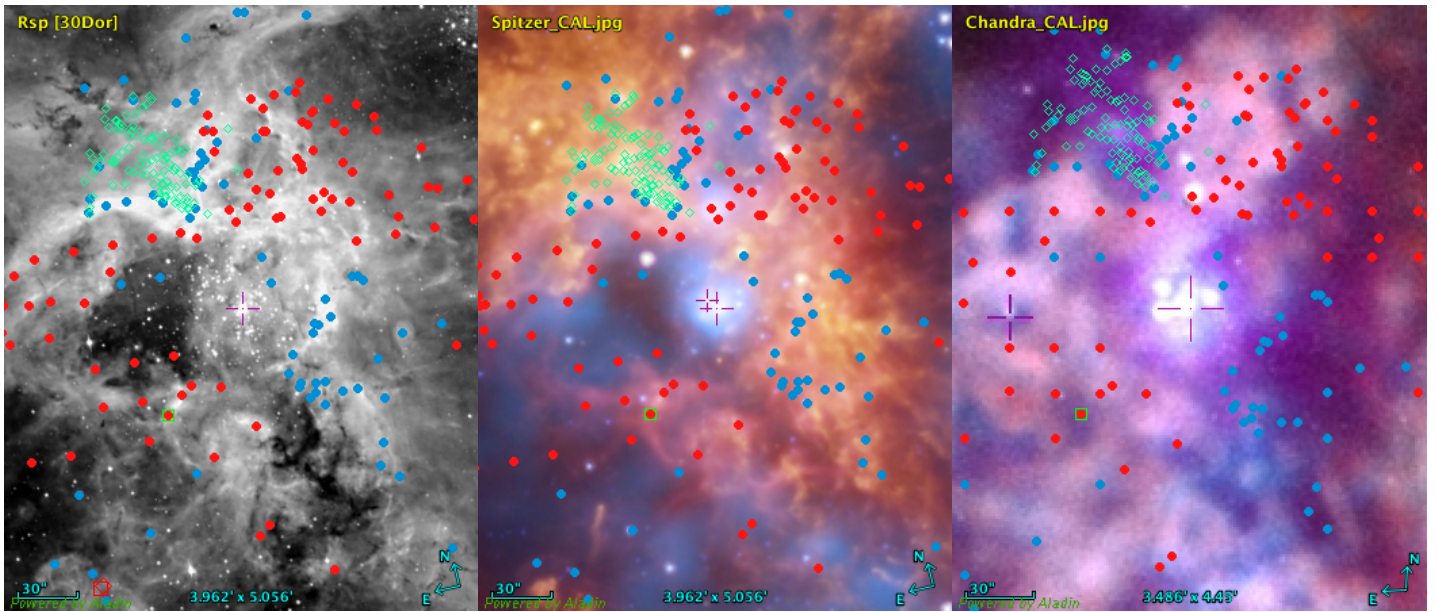 Rsp [30Dor]
N
E
30"
3.962' x 5.056'
Powered by Aladin
Spitzer_CAL.jpg
N
E
30"
3.962' x 5.056'
Powered by Aladin
Chandra_CAL.jpg
N
E
30"
3.486' x 4.45'
Powered by Aladin